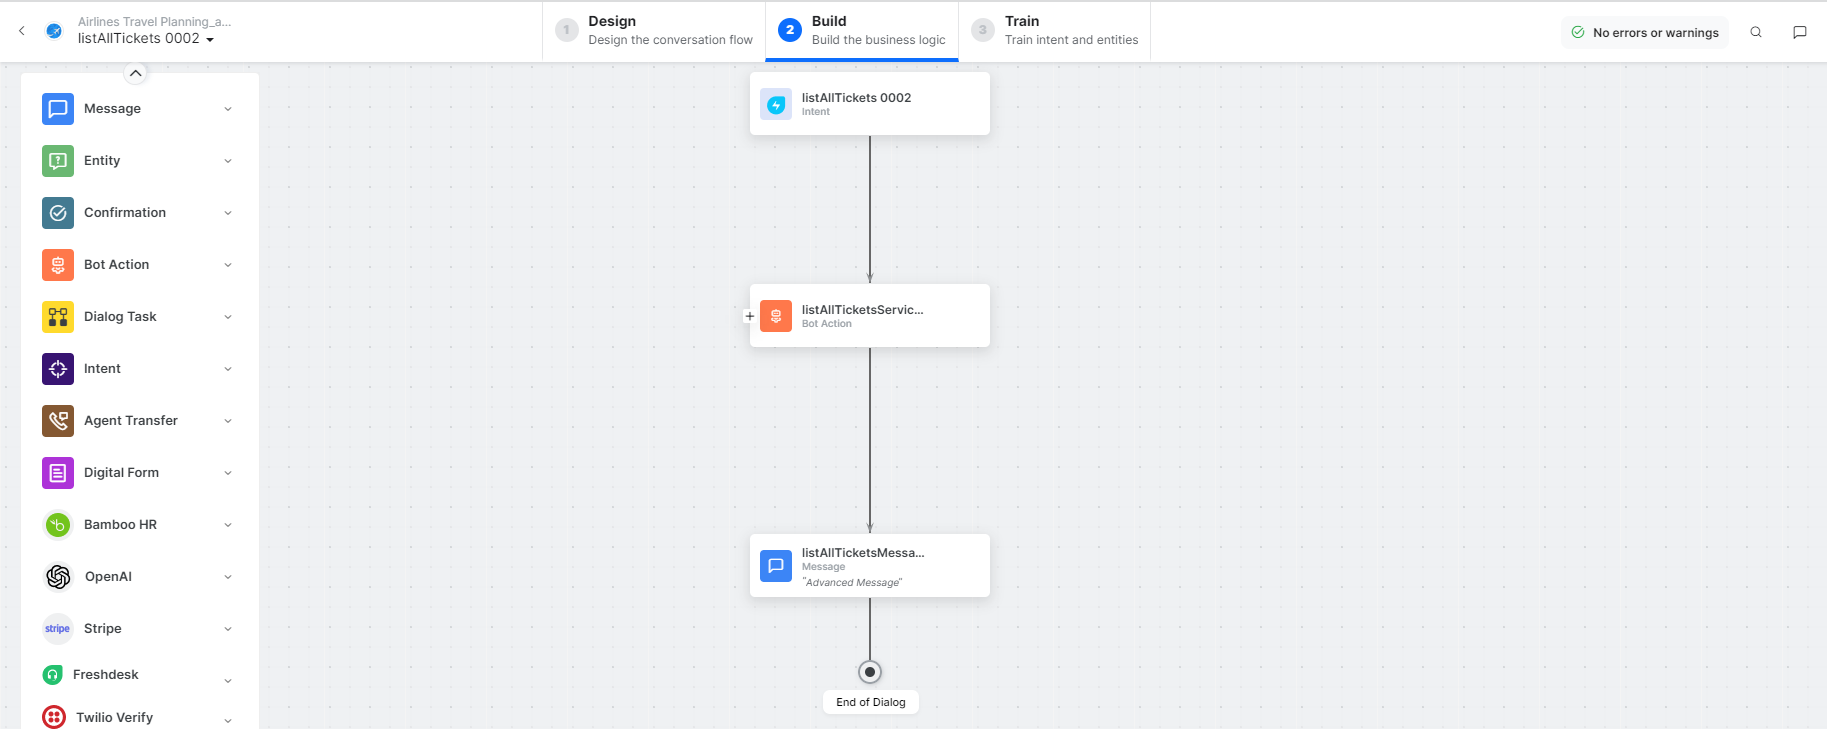 Airlines Travel Planning_a...
listAllTickets 0002
1
Design
Design the conversation flow
2
Build
Build the business logic
3
Train
Train intent and entities
No errors or warnings
Message
Entity
Confirmation
Bot Action
Dialog Task
Intent
Agent Transfer
Digital Form
Bamboo HR
OpenAI
stripe
Stripe
Freshdesk
Twilio Verify
listAllTickets 0002
Intent
listAllTicketsServic...
Bot Action
listAllTicketsMessa...
Message
"Advanced Message"
End of Dialog